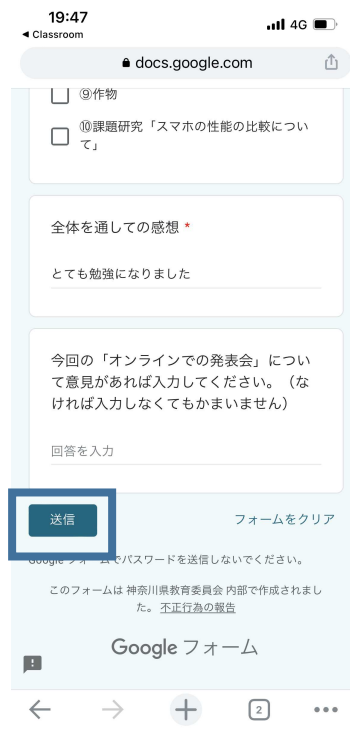 19:47
4G
◀ Classroom
docs.google.com
⑨作物
⑩課題研究「スマホの性能の比較につい
て」
全体を通しての感想 *
とても勉強になりました
今回の「オンラインでの発表会」につい
て意見があれば入力してください。（な
ければ入力しなくてもかまいません）
回答を入力
送信
フォームをクリア
Google フォームでパスワードを送信しないでください。
このフォームは 神奈川県教育委員会 内部で作成されまし
た。 不正行為の報告
Google フォーム
2